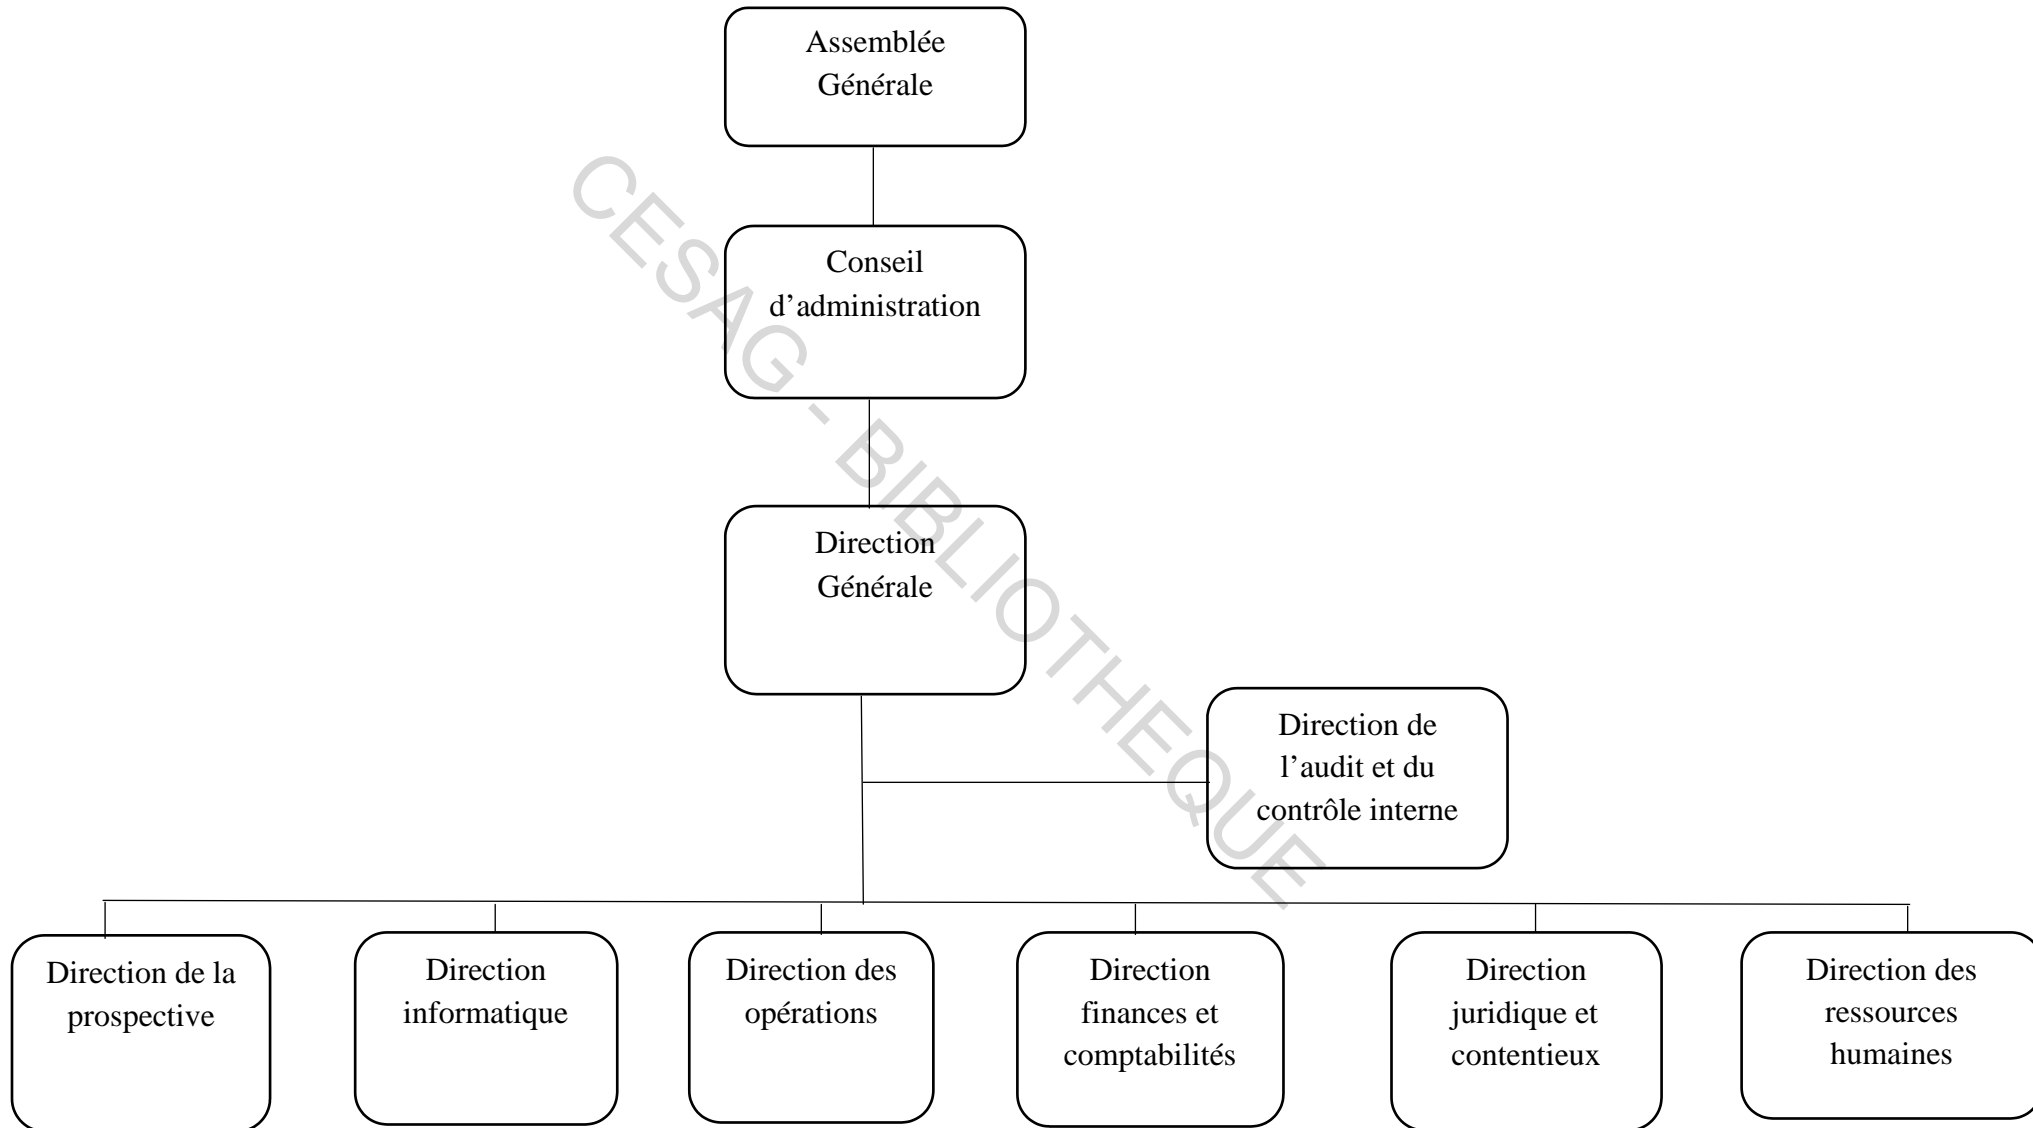 Assemblée
Générale
CESAG - BIBLIOTHEQUE
Conseil
d’administration
Direction
Générale
Direction de
l’audit et du
contrôle interne
Direction de la
prospective
Direction
informatique
Direction des
opérations
Direction
finances et
comptabilités
Direction
juridique et
contentieux
Direction des
ressources
humaines